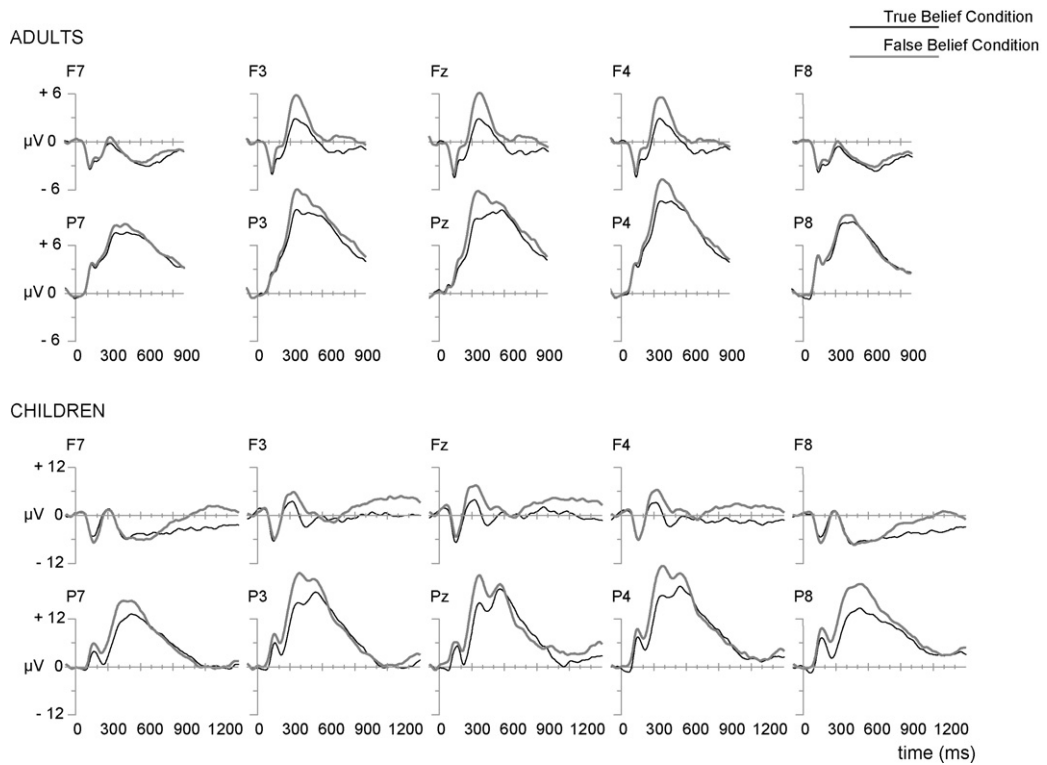 True Belief Condition
False Belief Condition
ADULTS
F7 F3 Fz F4 F8
+ 6
µV 0
- 6
P7 P3 Pz P4 P8
+ 6
µV 0
- 6
0 300 600 900 0 300 600 900 0 300 600 900 0 300 600 900 0 300 600 900
CHILDREN
F7 F3 Fz F4 F8
+ 12
µV 0
- 12
P7 P3 Pz P4 P8
+ 12
µV 0
- 12
0 300 600 900 1200 0 300 600 900 1200 0 300 600 900 1200 0 300 600 900 1200 0 300 600 900 1200
time (ms)